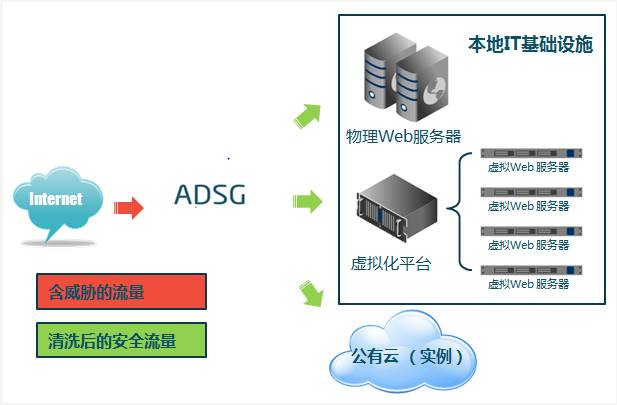 本地IT基础设施
物理Web服务器
Internet
ADSG
虚拟化平台
虚拟Web服务器
虚拟Web服务器
虚拟Web服务器
虚拟Web服务器
含威胁的流量
清洗后的安全流量
公有云（实例）